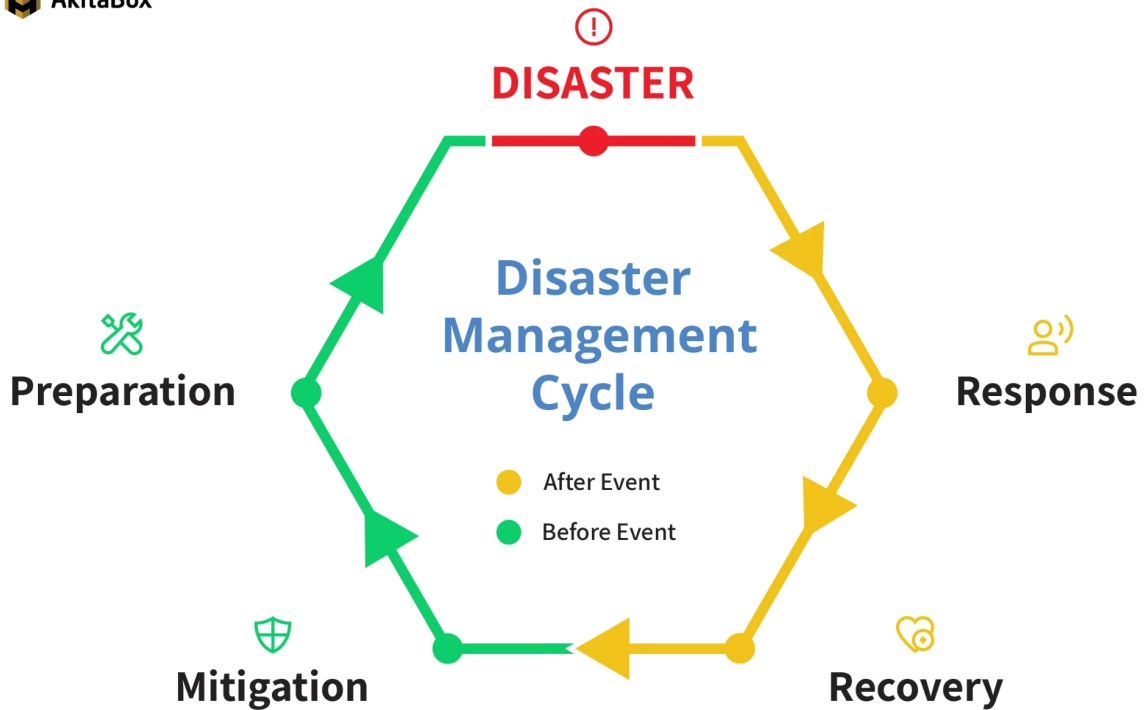 AkitaBox
DISASTER
Disaster
Management
Cycle
Preparation
Response
After Event
Before Event
Mitigation
Recovery